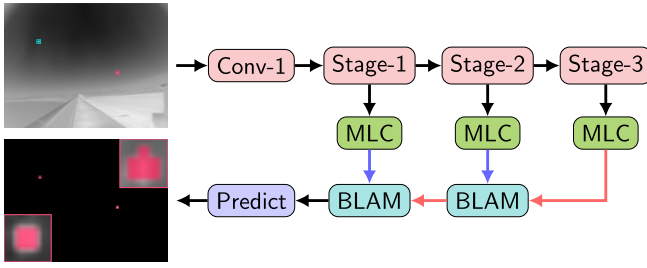 Conv-1 Stage-1 Stage-2 Stage-3
MLC MLC MLC
Predict BLAM BLAM